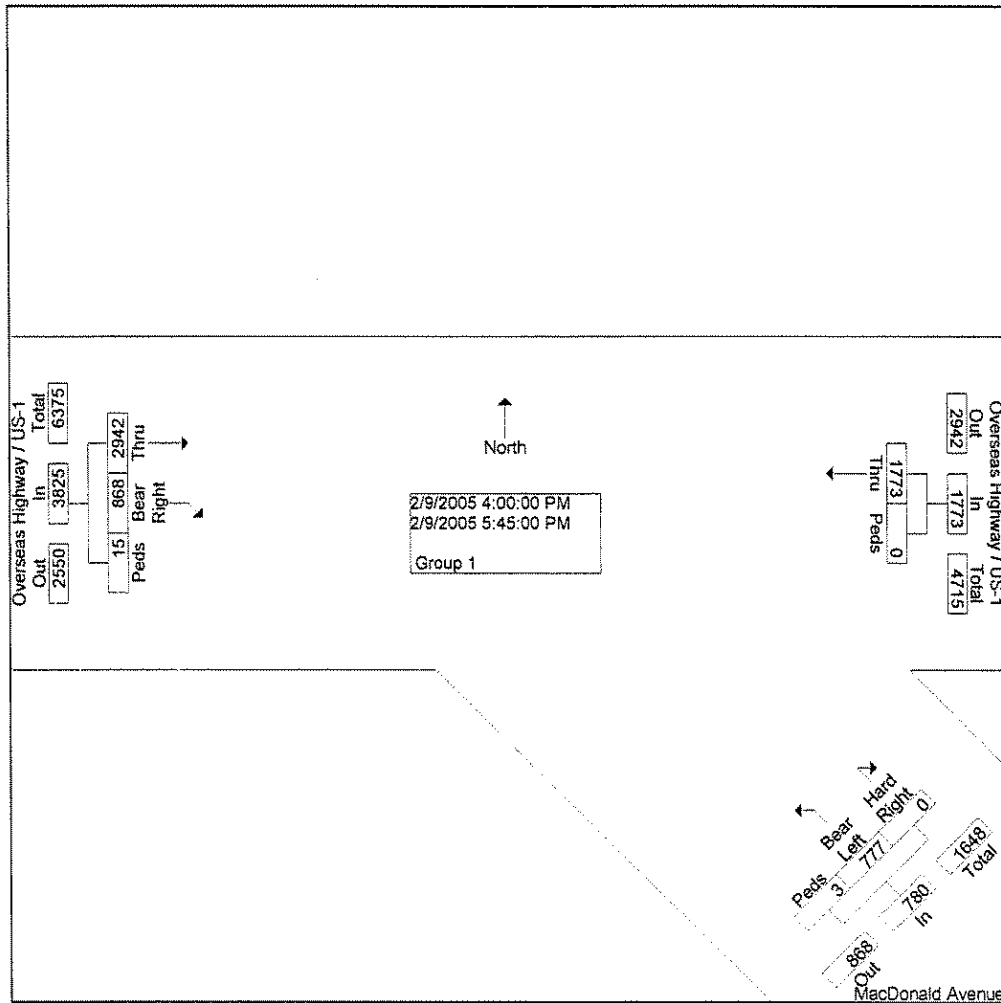 Overseas Highway / US-1
Out In Total
2550 3825 6375
2942 868 15
Thru Bear Peds
Right
North
2/9/2005 4:00:00 PM
2/9/2005 5:45:00 PM
Group 1
Overseas Highway / US-1
Out In Total
2942 1773 4715
1773 0
Thru Peds
Hard
Right
Bear
Left
Peds
0
777
3
1648
Total
780
In
868
Out
MacDonald Avenue